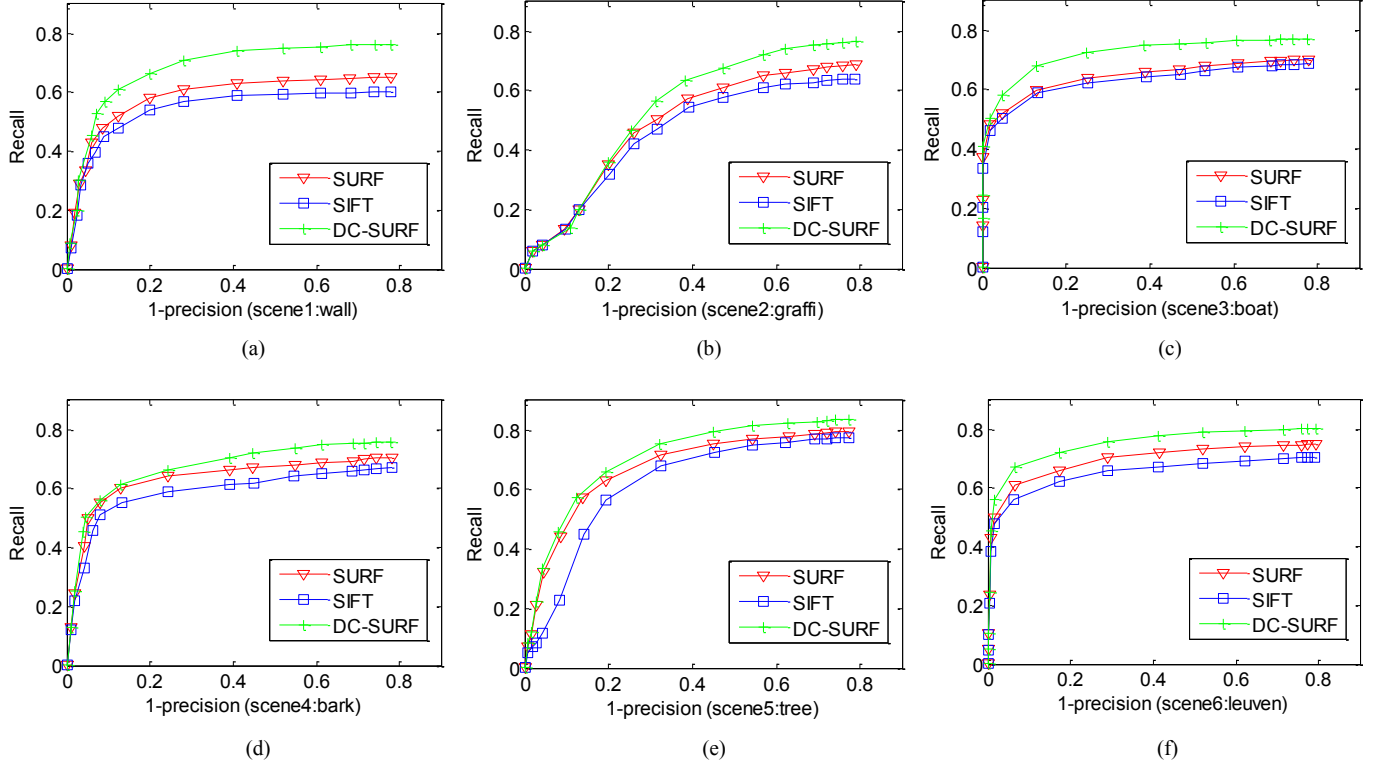 0.8
0.6
0.4
0.2
0
0 0.2 0.4 0.6 0.8
Recall
1-precision (scene1:wall)
SURF
SIFT
DC-SURF
(a)
0.8
0.6
0.4
0.2
0
0 0.2 0.4 0.6 0.8
Recall
1-precision (scene2:graffi)
SURF
SIFT
DC-SURF
(b)
0.8
0.6
0.4
0.2
0
0 0.2 0.4 0.6 0.8
Recall
1-precision (scene3:boat)
SURF
SIFT
DC-SURF
(c)
0.8
0.6
0.4
0.2
0
0 0.2 0.4 0.6 0.8
Recall
1-precision (scene4:bark)
SURF
SIFT
DC-SURF
(d)
0.8
0.6
0.4
0.2
0
0 0.2 0.4 0.6 0.8
Recall
1-precision (scene5:tree)
SURF
SIFT
DC-SURF
(e)
0.8
0.6
0.4
0.2
0
0 0.2 0.4 0.6 0.8
Recall
1-precision (scene6:leuven)
SURF
SIFT
DC-SURF
(f)